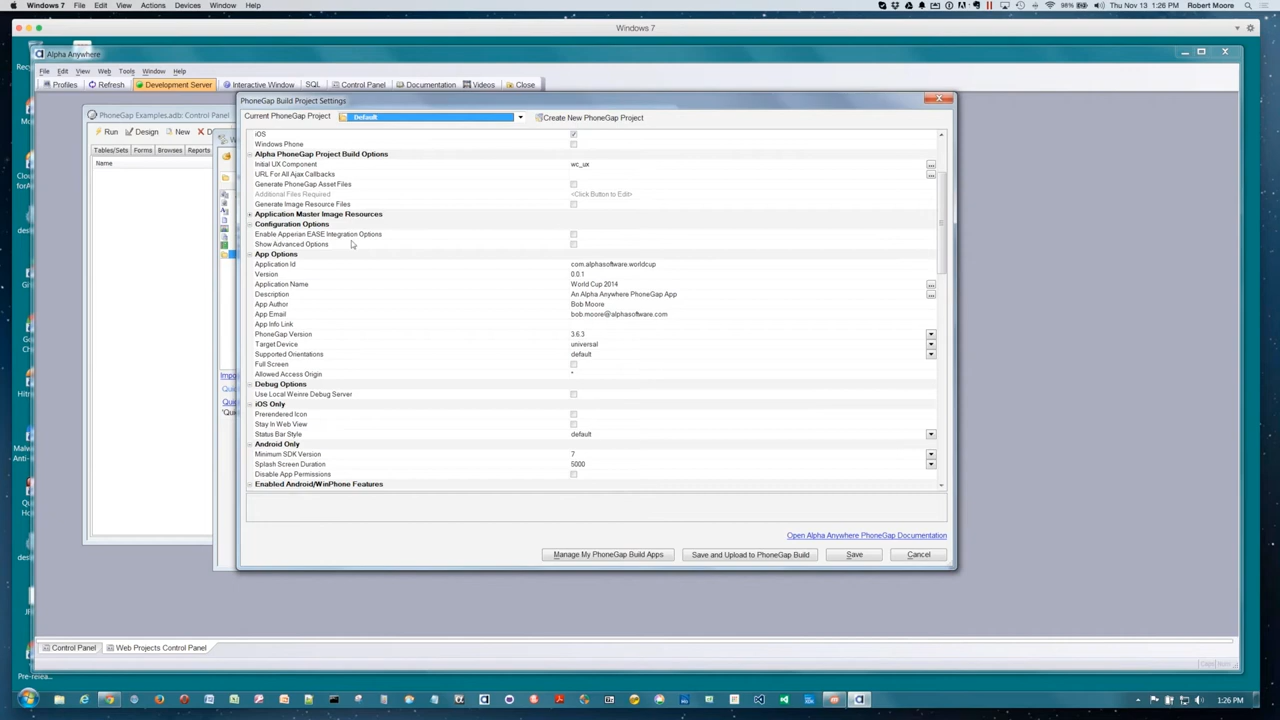 Windows 7 File Edit View Actions Devices Window Help
98% Thu Nov 13 1:26 PM Robert Moore
Windows 7
Alpha Anywhere
File Edit View Web Tools Window Help
Profiles Refresh Development Server Interactive Window SQL Control Panel Documentation Videos Close
PhoneGap Examples.adb: Control Panel
Run Design New
Tables/Sets Forms Browses Reports
Name
PhoneGap Build Project Settings
Current PhoneGap Project Default Create New PhoneGap Project
iOS
Windows Phone
Alpha PhoneGap Project Build Options
Initial UX Component wc_ux
URL For All Ajax Callbacks
Generate PhoneGap Asset Files
Additional Files Required <Click Button to Edit>
Generate Image Resource Files
Application Master Image Resources
Configuration Options
Enable Apperian EASE Integration Options
Show Advanced Options
App Options
Application Id com.alphasoftware.worldcup
Version 0.0.1
Application Name World Cup 2014
Description An Alpha Anywhere PhoneGap App
App Author Bob Moore
App Email bob.moore@alphasoftware.com
App Info Link
PhoneGap Version 3.6.3
Target Device universal
Supported Orientations default
Full Screen
Allowed Access Origin *
Debug Options
Use Local Weinre Debug Server
iOS Only
Prerendered Icon
Stay In Web View
Status Bar Style default
Android Only
Minimum SDK Version 7
Splash Screen Duration 5000
Disable App Permissions
Enabled Android/WinPhone Features
Open Alpha Anywhere PhoneGap Documentation
Manage My PhoneGap Build Apps Save and Upload to PhoneGap Build Save Cancel
Control Panel Web Projects Control Panel
Pre-release...
1:26 PM